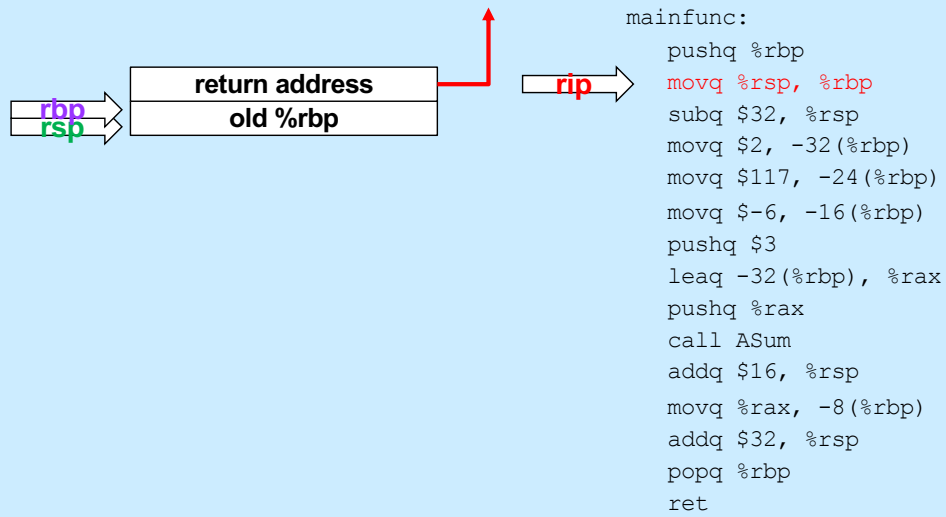 return address
old %rbp
rbp
rsp
rip
mainfunc:
pushq %rbp
movq %rsp, %rbp
subq $32, %rsp
movq $2, -32(%rbp)
movq $117, -24(%rbp)
movq $-6, -16(%rbp)
pushq $3
leaq -32(%rbp), %rax
pushq %rax
call ASum
addq $16, %rsp
movq %rax, -8(%rbp)
addq $32, %rsp
popq %rbp
ret